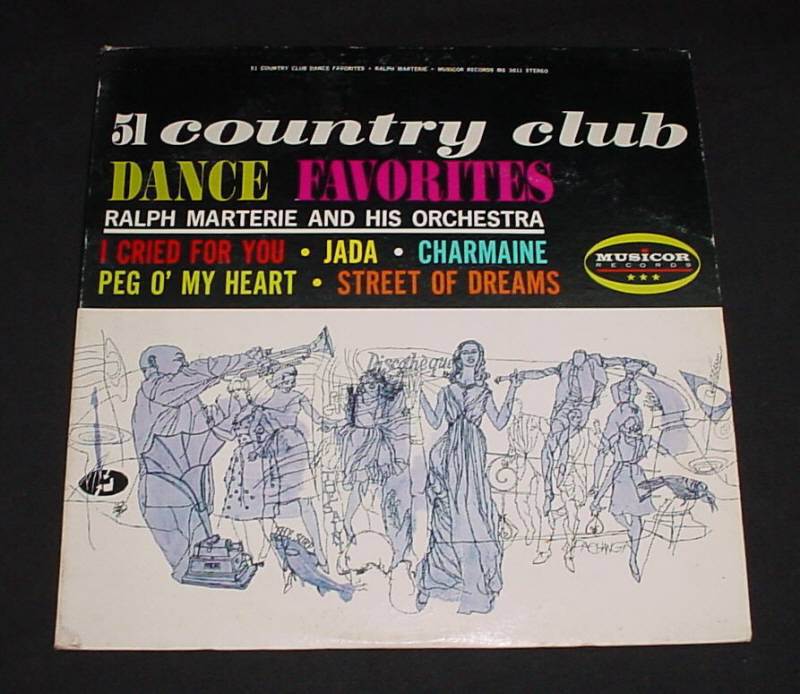 51 COUNTRY CLUB DANCE FAVORITES • RALPH MARTERIE • MUSICOR RECORDS MS 3011 STEREO
51 country club
DANCE FAVORITES
RALPH MARTERIE AND HIS ORCHESTRA
I CRIED FOR YOU • JADA • CHARMAINE
PEG O' MY HEART • STREET OF DREAMS
MUSICOR
RECORDS
Discotheque
PACHANGA